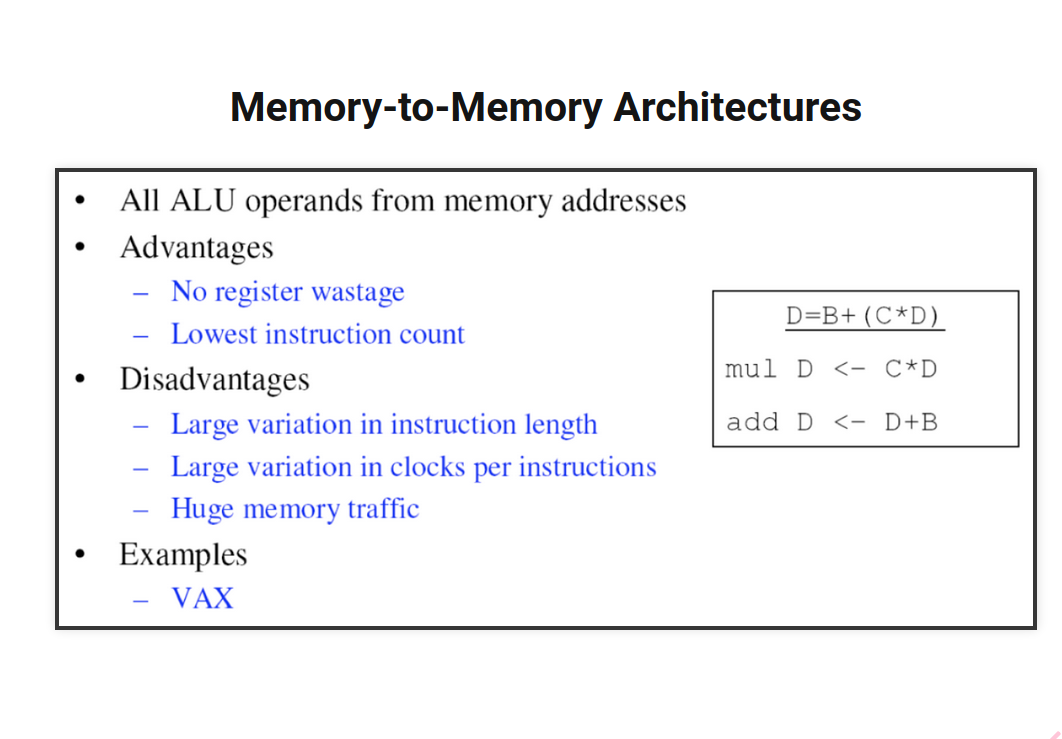 Memory-to-Memory Architectures
• All ALU operands from memory addresses
• Advantages
– No register wastage
– Lowest instruction count
• Disadvantages
– Large variation in instruction length
– Large variation in clocks per instructions
– Huge memory traffic
• Examples
– VAX
D=B+(C*D)
mul D <- C*D
add D <- D+B